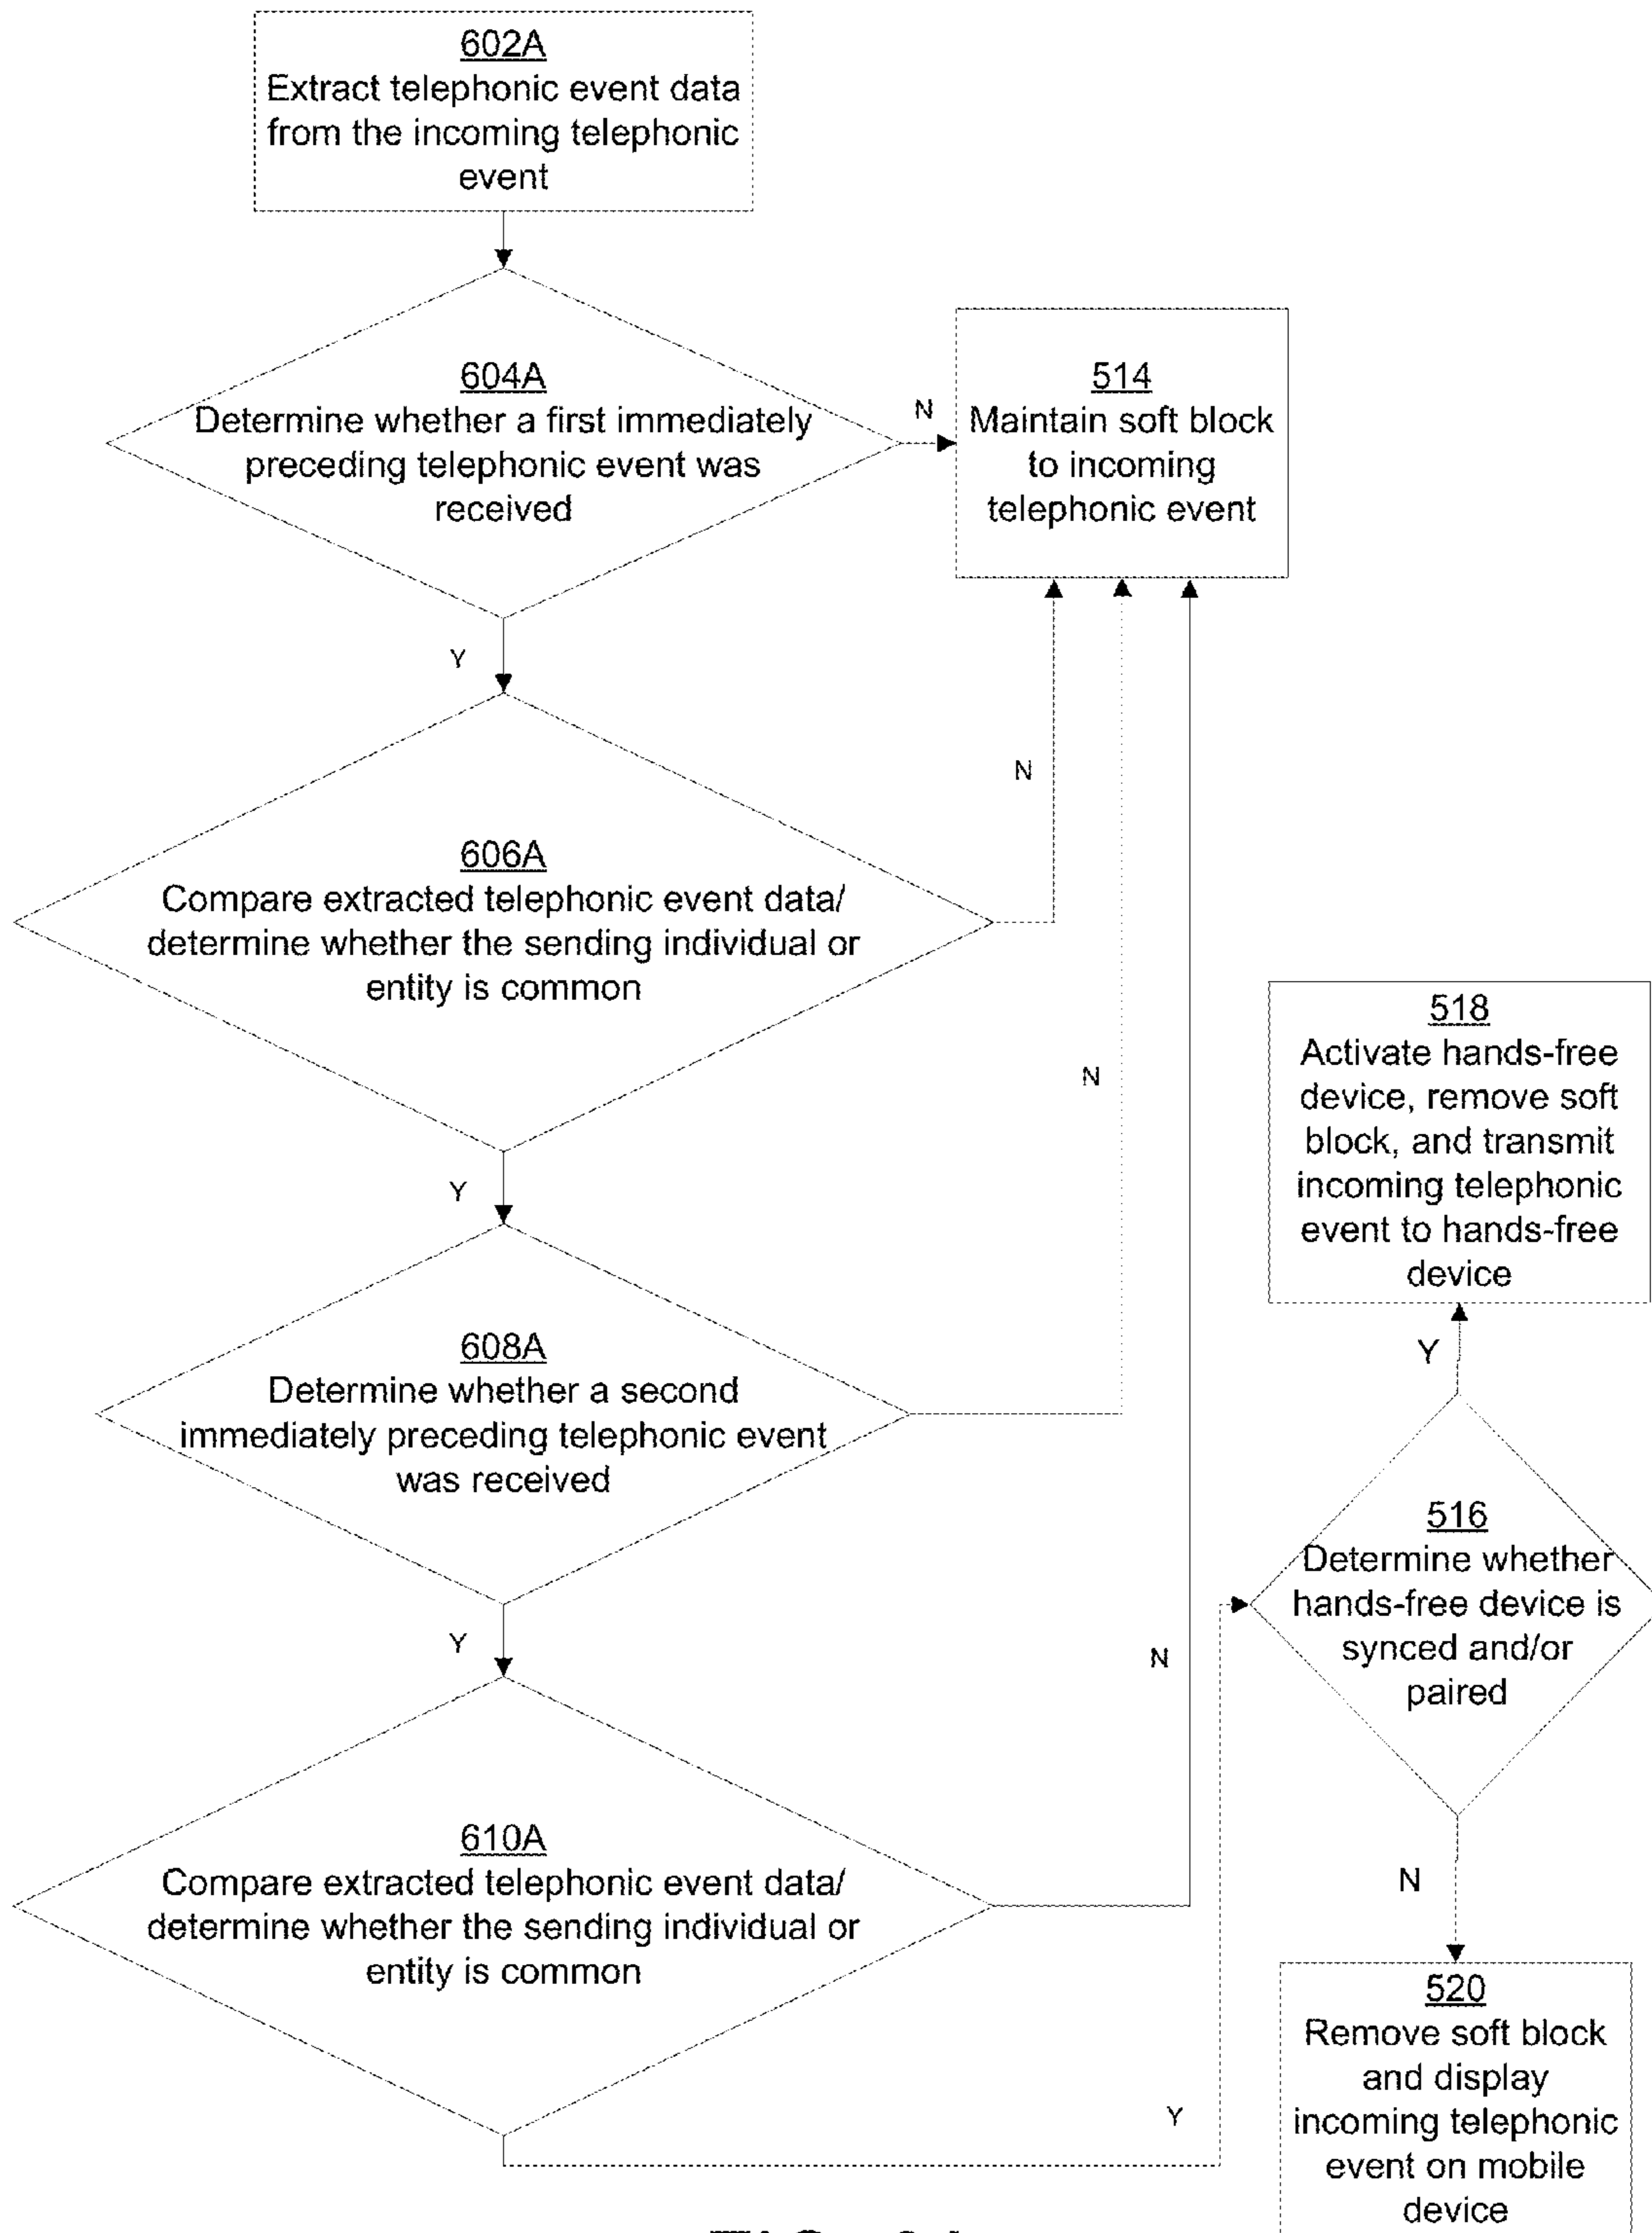 602A
Extract telephonic event data
from the incoming telephonic
event
604A
Determine whether a first immediately
preceding telephonic event was
received
N
514
Maintain soft block
to incoming
telephonic event
Y
606A
Compare extracted telephonic event data/
determine whether the sending individual or
entity is common
N
Y
608A
Determine whether a second
immediately preceding telephonic event
was received
N
Y
610A
Compare extracted telephonic event data/
determine whether the sending individual or
entity is common
N
Y
518
Activate hands-free
device, remove soft
block, and transmit
incoming telephonic
event to hands-free
device
Y
516
Determine whether
hands-free device is
synced and/or
paired
N
520
Remove soft block
and display
incoming telephonic
event on mobile
device